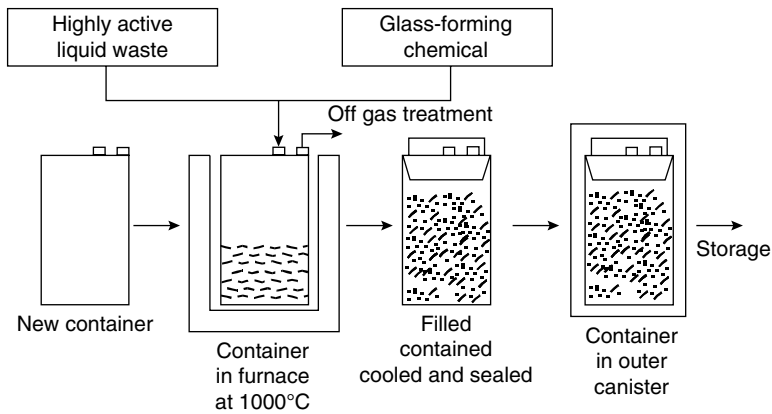 Highly active
liquid waste
Glass-forming
chemical
Off gas treatment
New container
Container
in furnace
at 1000°C
Filled
contained
cooled and sealed
Container
in outer
canister
Storage